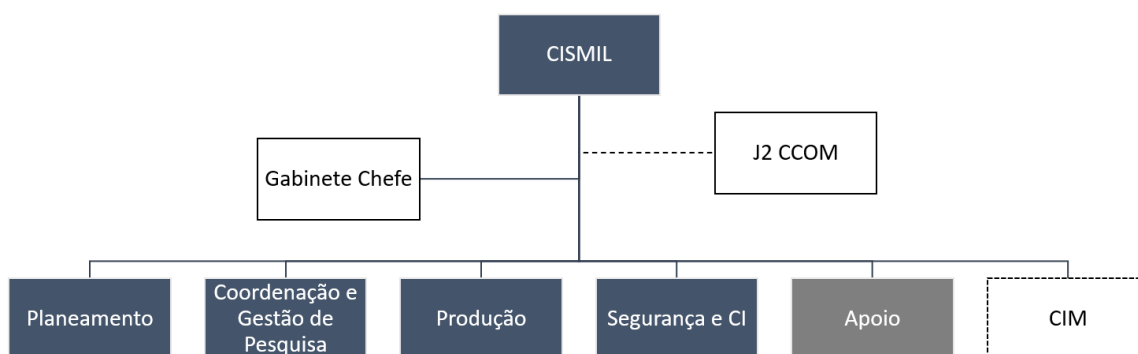 CISMIL
J2 CCOM
Gabinete Chefe
Planeamento
Coordenação e
Gestão de
Pesquisa
Produção
Segurança e CI
Apoio
CIM